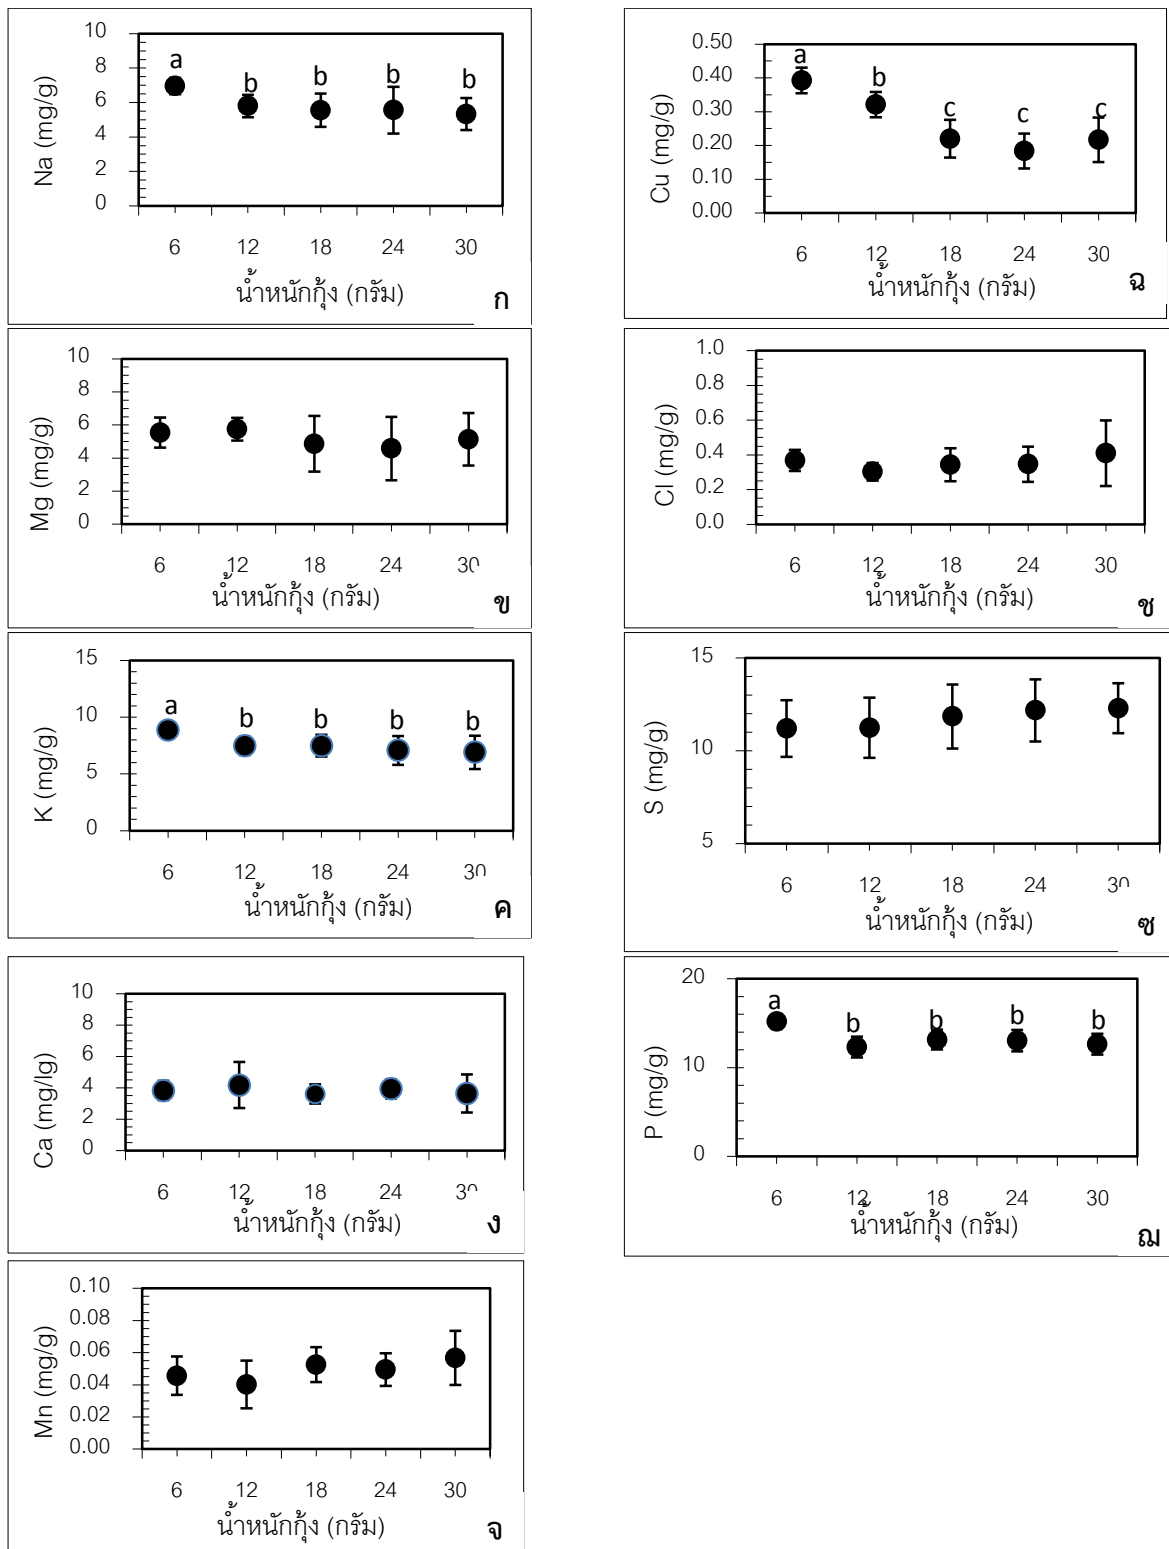 10
8
6
4
2
0
Na (mg/g)
a
b
b
b
b
6 12 18 24 30
น้ำหนักกุ้ง (กรัม)
ก
0.50
0.40
0.30
0.20
0.10
0.00
Cu (mg/g)
a
b
c
c
c
6 12 18 24 30
น้ำหนักกุ้ง (กรัม)
ฉ
10
8
6
4
2
0
Mg (mg/g)
6 12 18 24 30
น้ำหนักกุ้ง (กรัม)
ข
1.0
0.8
0.6
0.4
0.2
0.0
Cl (mg/g)
6 12 18 24 30
น้ำหนักกุ้ง (กรัม)
ช
15
10
5
0
K (mg/g)
a
b
b
b
b
6 12 18 24 30
น้ำหนักกุ้ง (กรัม)
ค
15
10
5
S (mg/g)
6 12 18 24 30
น้ำหนักกุ้ง (กรัม)
ซ
10
8
6
4
2
0
Ca (mg/lg)
6 12 18 24 30
น้ำหนักกุ้ง (กรัม)
ง
20
10
0
P (mg/g)
a
b
b
b
b
6 12 18 24 30
น้ำหนักกุ้ง (กรัม)
ฌ
0.10
0.08
0.06
0.04
0.02
0.00
Mn (mg/g)
6 12 18 24 30
น้ำหนักกุ้ง (กรัม)
จ